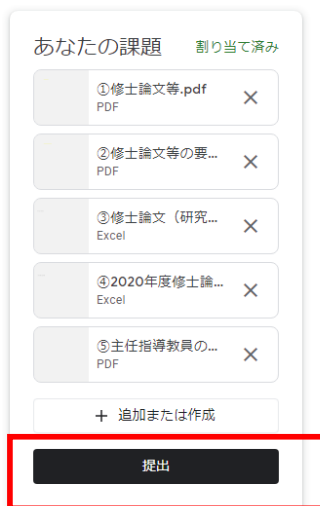 あなたの課題 割り当て済み
①修士論文等.pdf
PDF
②修士論文等の要...
PDF
③修士論文（研究...
Excel
④2020年度修士論...
Excel
⑤主任指導教員の...
PDF
＋ 追加または作成
提出